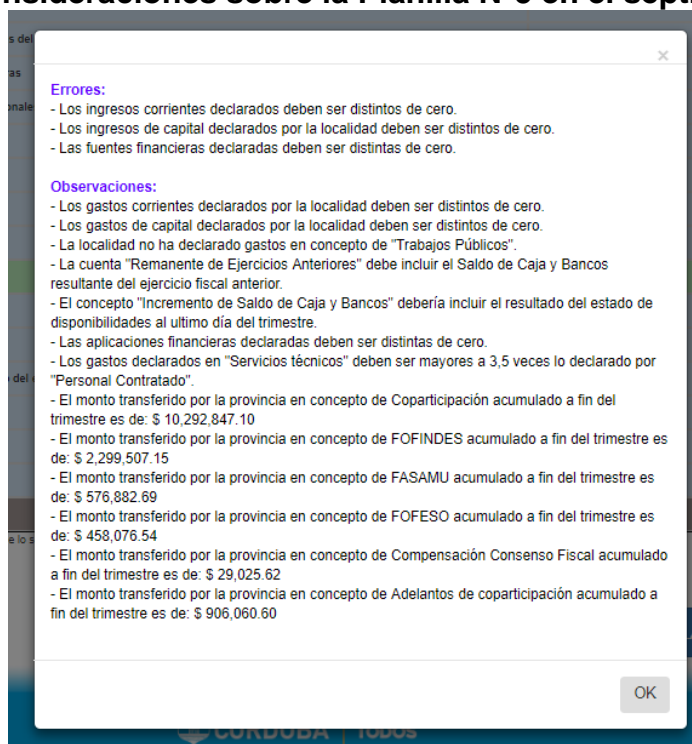 sideraciones sobre la Planilla N
s del
×
as
onale
Errores:
- Los ingresos corrientes declarados deben ser distintos de cero.
- Los ingresos de capital declarados por la localidad deben ser distintos de cero.
- Las fuentes financieras declaradas deben ser distintas de cero.
Observaciones:
- Los gastos corrientes declarados por la localidad deben ser distintos de cero.
- Los gastos de capital declarados por la localidad deben ser distintos de cero.
- La localidad no ha declarado gastos en concepto de "Trabajos Públicos".
- La cuenta "Remanente de Ejercicios Anteriores" debe incluir el Saldo de Caja y Bancos
resultante del ejercicio fiscal anterior.
- El concepto "Incremento de Saldo de Caja y Bancos" debería incluir el resultado del estado de
disponibilidades al ultimo día del trimestre.
- Las aplicaciones financieras declaradas deben ser distintas de cero.
- Los gastos declarados en "Servicios técnicos" deben ser mayores a 3,5 veces lo declarado por
del
"Personal Contratado".
- El monto transferido por la provincia en concepto de Coparticipación acumulado a fin del
trimestre es de: $ 10,292,847.10
- El monto transferido por la provincia en concepto de FOFINDES acumulado a fin del trimestre es
de: $ 2,299,507.15
- El monto transferido por la provincia en concepto de FASAMU acumulado a fin del trimestre es
de: $ 576,882.69
- El monto transferido por la provincia en concepto de FOFESO acumulado a fin del trimestre es
de: $ 458,076.54
e lo s
- El monto transferido por la provincia en concepto de Compensación Consenso Fiscal acumulado
a fin del trimestre es de: $ 29,025.62
- El monto transferido por la provincia en concepto de Adelantos de coparticipación acumulado a
fin del trimestre es de: $ 906,060.60
OK
CÓRDOBA TODOS